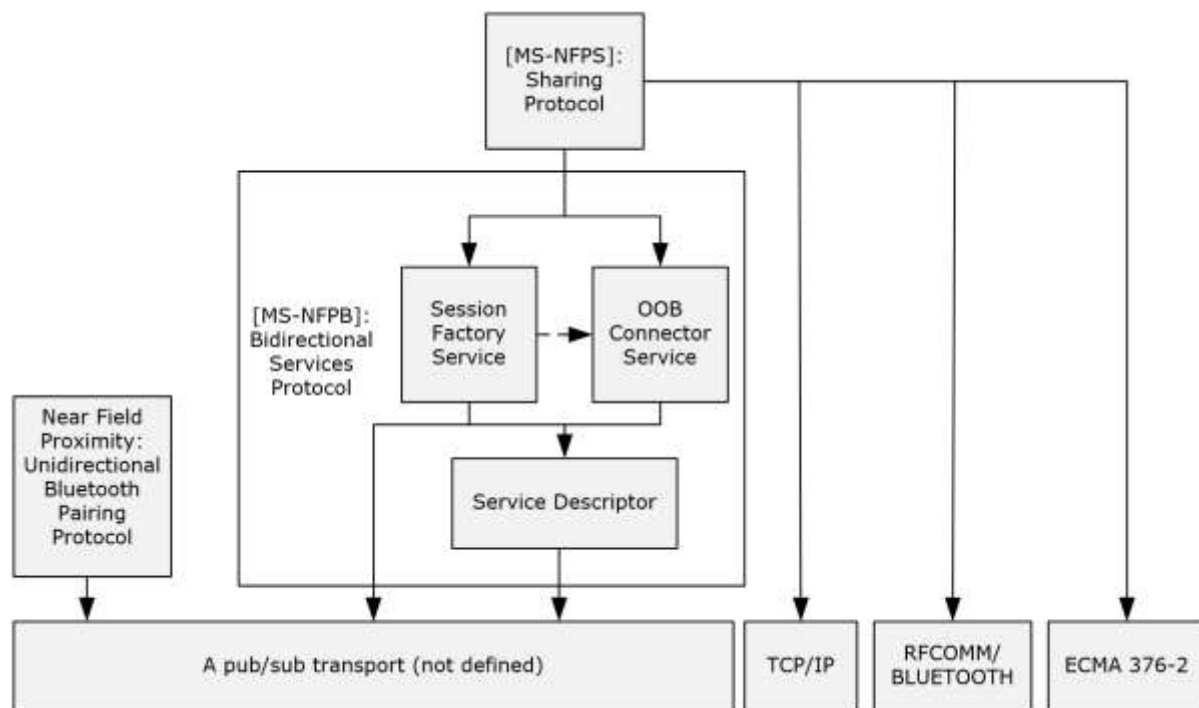 [MS-NFPS]:
Sharing
Protocol
[MS-NFPB]:
Bidirectional
Services
Protocol
Session
Factory
Service
OOB
Connector
Service
Near Field
Proximity:
Unidirectional
Bluetooth
Pairing
Protocol
Service Descriptor
A pub/sub transport (not defined)
TCP/IP
RFCOMM/
BLUETOOTH
ECMA 376-2